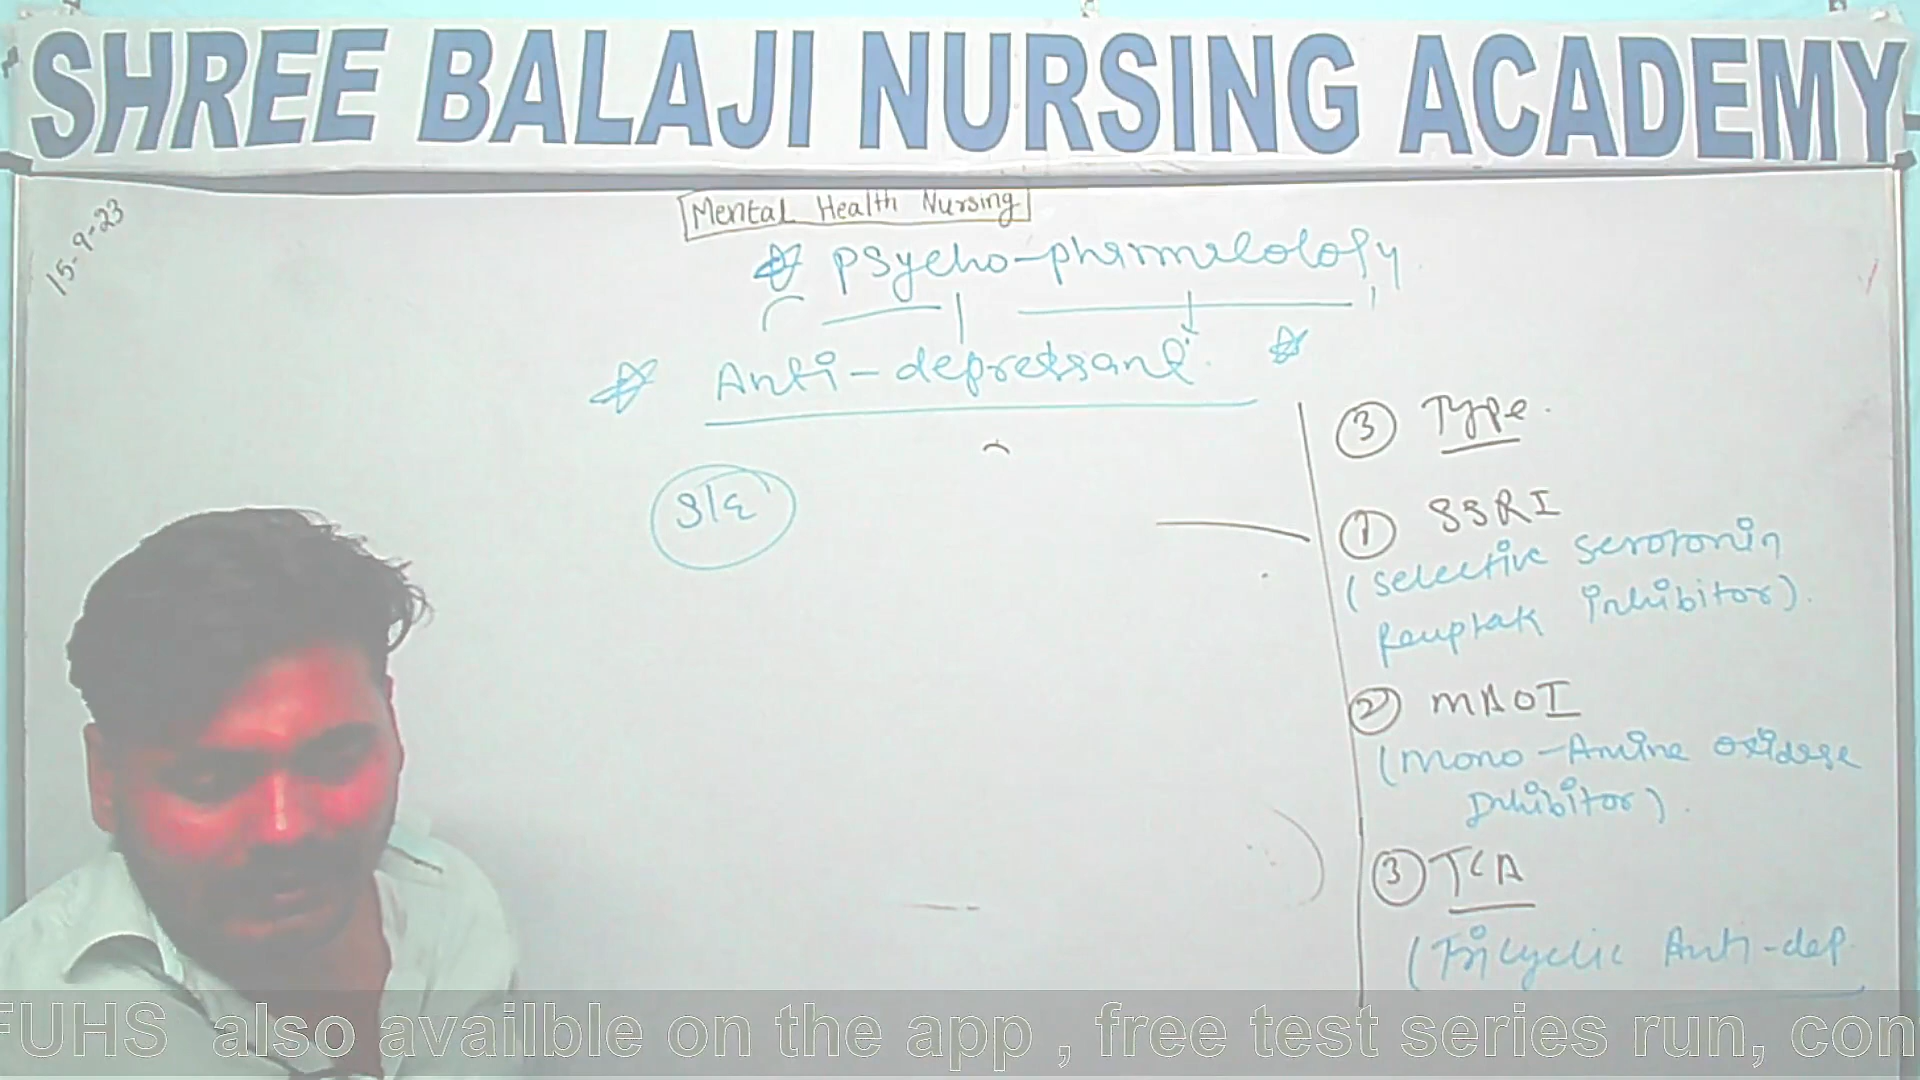 SHREE BALAJI NURSING ACADEMY
15-9-23
Mental Health Nursing
Psycho-phermelology
Anti-depressant
S/E
③ Type.
① SSRI
(Selective Serotonin
Reuptak inhibitor).
② MAOI
(Mono-Amine oxidase
Inhibitor).
③ TCA
(Tricyclic Anti-dep
FUHS also availble on the app , free test series run, con